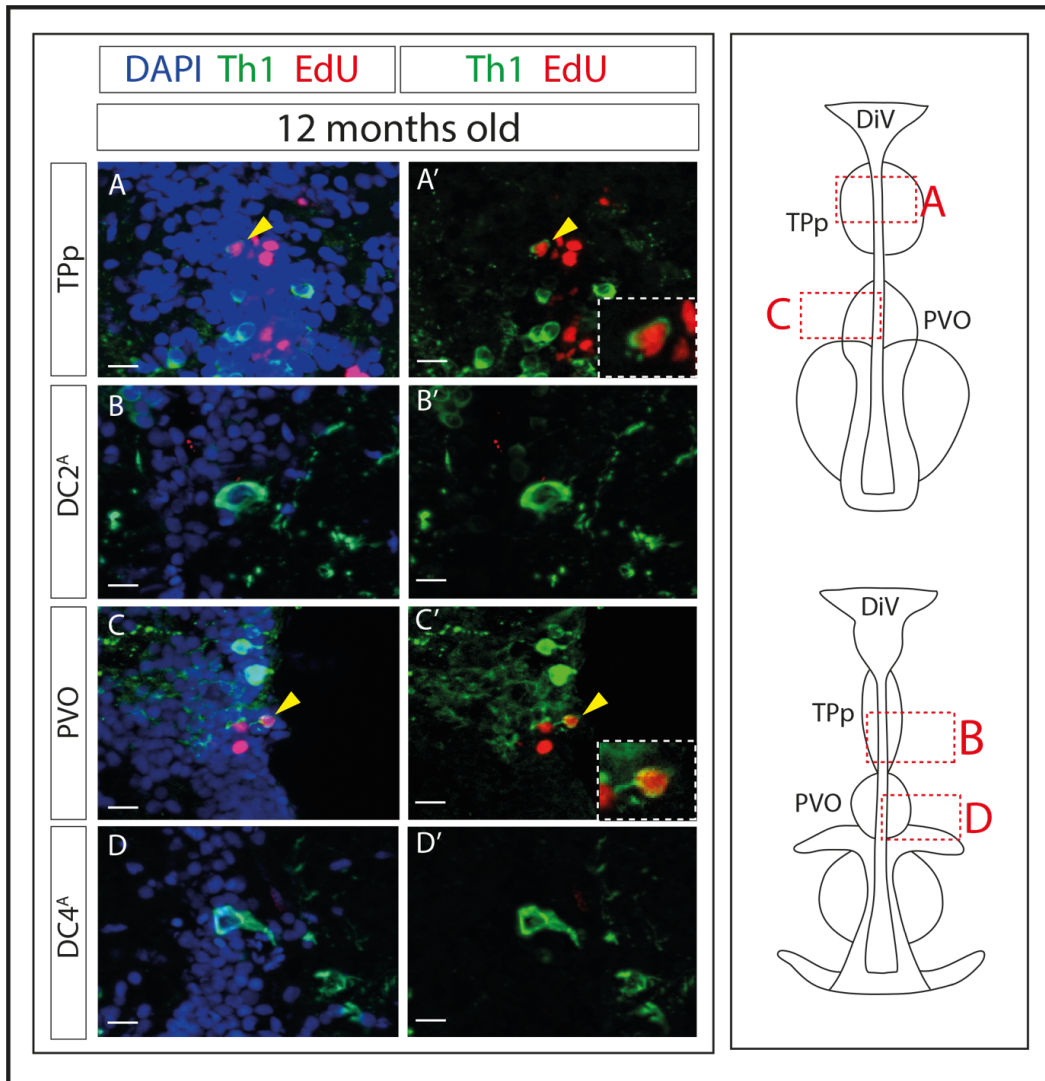 DAPI Th1 EdU
Th1 EdU
12 months old
TPp
A
A’
DC2ᴬ
B
B’
PVO
C
C’
DC4ᴬ
D
D’
DiV
TPp
A
C
PVO
DiV
TPp
B
PVO
D